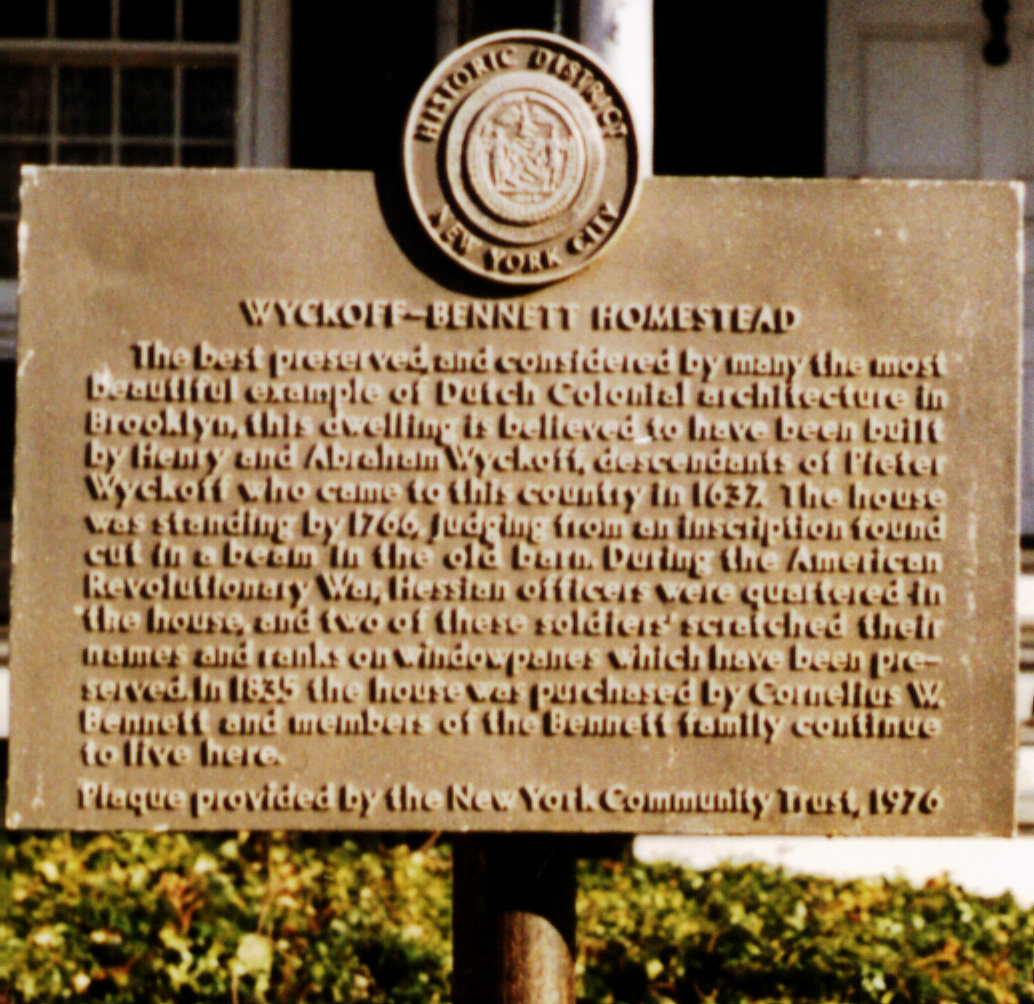 HISTORIC DISTRICT
NEW YORK CITY
WYCKOFF-BENNETT HOMESTEAD
The best preserved, and considered by many the most
beautiful example of Dutch Colonial architecture in
Brooklyn, this dwelling is believed to have been built
by Henry and Abraham Wyckoff, descendants of Pieter
Wyckoff who came to this country in 1637. The house
was standing by 1766, judging from an inscription found
cut in a beam in the old barn. During the American
Revolutionary War, Hessian officers were quartered in
the house, and two of these soldiers scratched their
names and ranks on windowpanes which have been pre-
served. In 1835 the house was purchased by Cornelius W.
Bennett and members of the Bennett family continue
to live here.
Plaque provided by the New York Community Trust, 1976